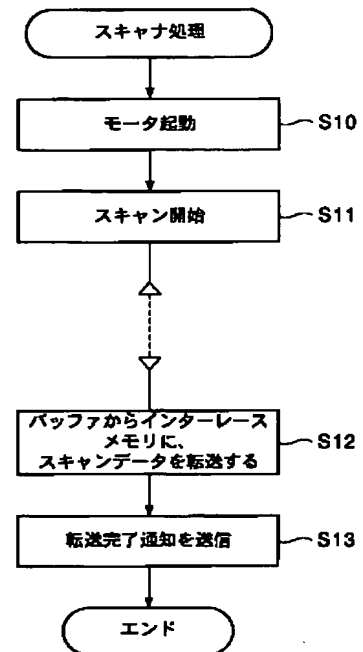 スキャナ処理
モータ起動
S10
スキャン開始
S11
バッファからインターレース
メモリに、
スキャンデータを転送する
S12
転送完了通知を送信
S13
エンド